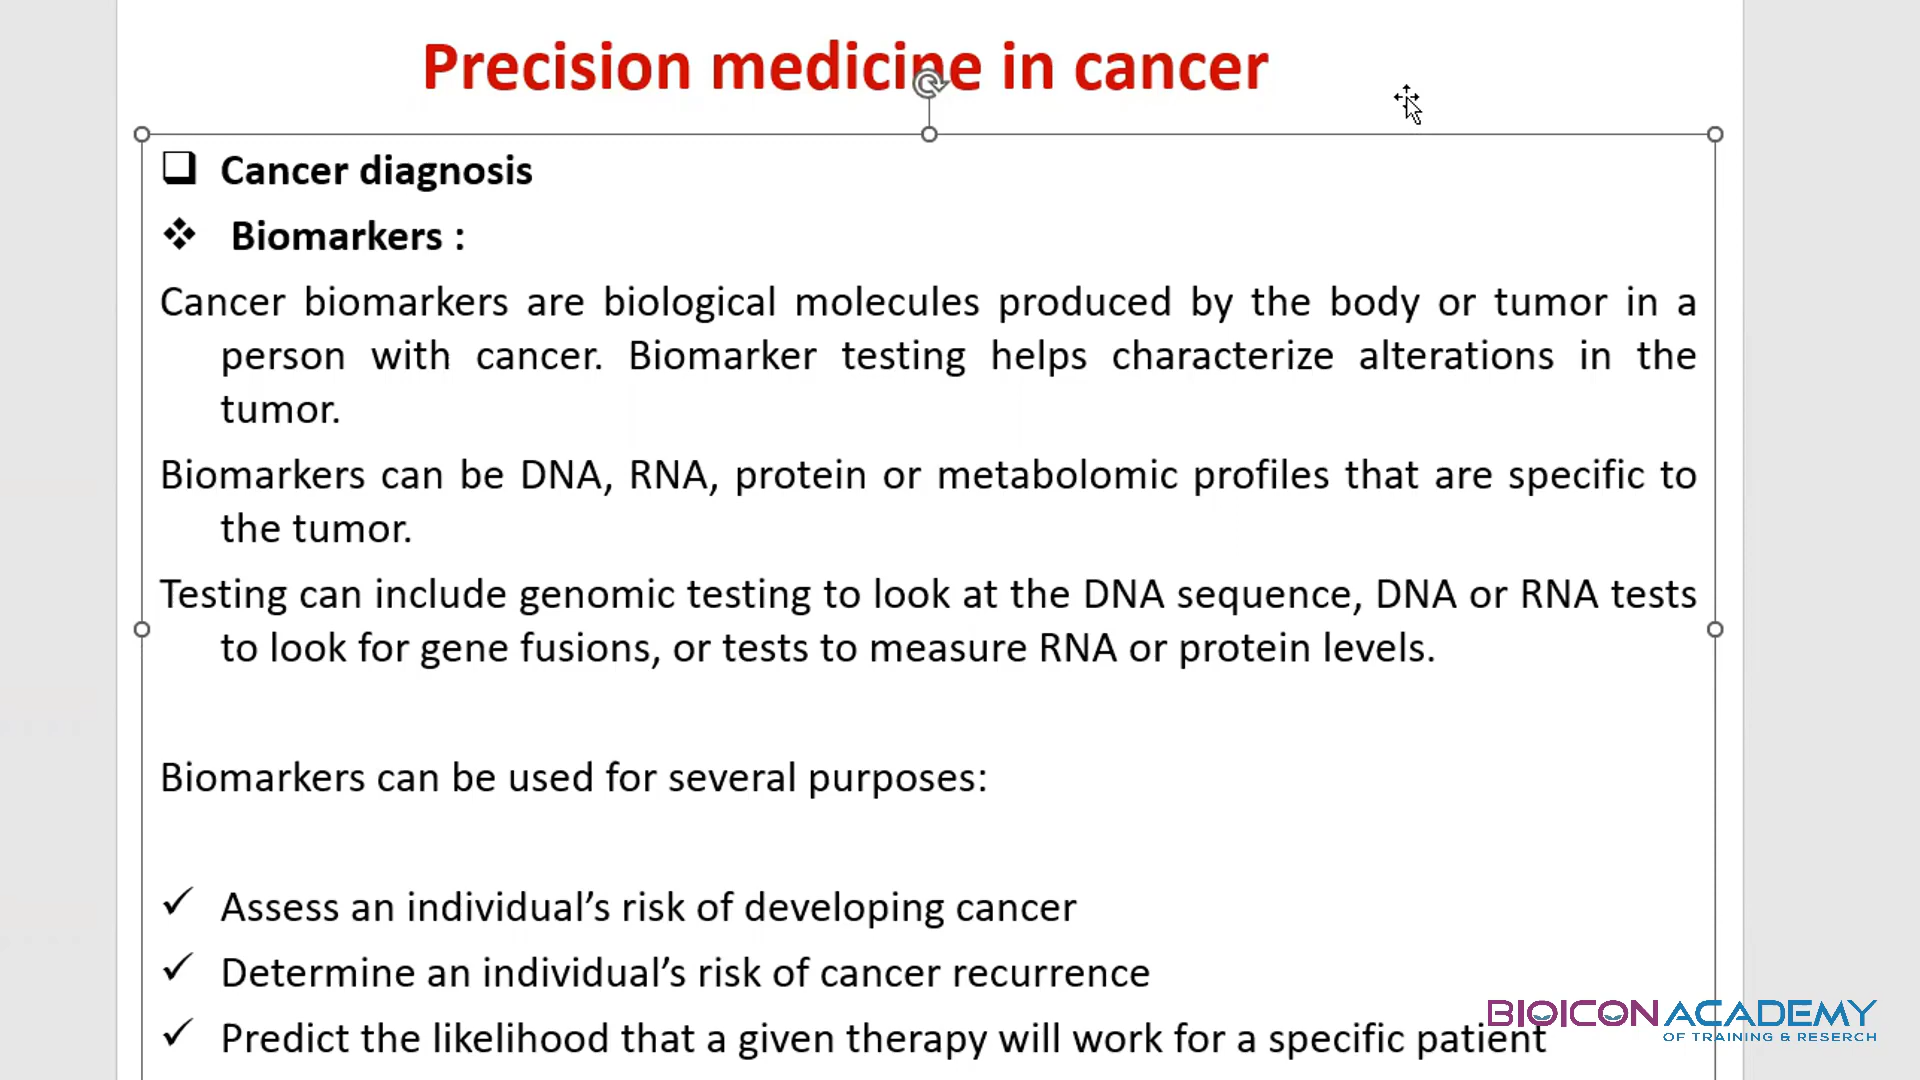 Precision medicine in cancer
Cancer diagnosis
Biomarkers :
Cancer biomarkers are biological molecules produced by the body or tumor in a
person with cancer. Biomarker testing helps characterize alterations in the
tumor.
Biomarkers can be DNA, RNA, protein or metabolomic profiles that are specific to
the tumor.
Testing can include genomic testing to look at the DNA sequence, DNA or RNA tests
to look for gene fusions, or tests to measure RNA or protein levels.
Biomarkers can be used for several purposes:
✓ Assess an individual’s risk of developing cancer
✓ Determine an individual’s risk of cancer recurrence
✓ Predict the likelihood that a given therapy will work for a specific patient
BIOICON ACADEMY
OF TRAINING & RESERCH